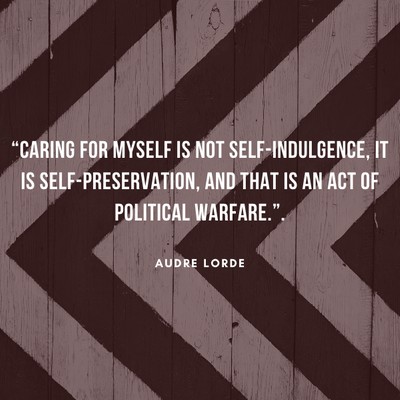 “CARING FOR MYSELF IS NOT SELF-INDULGENCE, IT
IS SELF-PRESERVATION, AND THAT IS AN ACT OF
POLITICAL WARFARE.”.
AUDRE LORDE